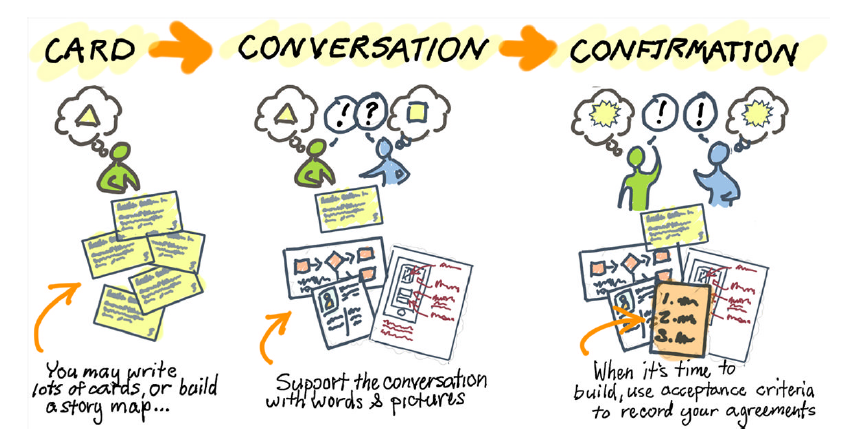 CARD
CONVERSATION
CONFIRMATION
! ?
! !
1.
2.
3.
You may write
lots of cards, or build
a story map...
Support the conversation
with words & pictures
When it's time to
build, use acceptance criteria
to record your agreements